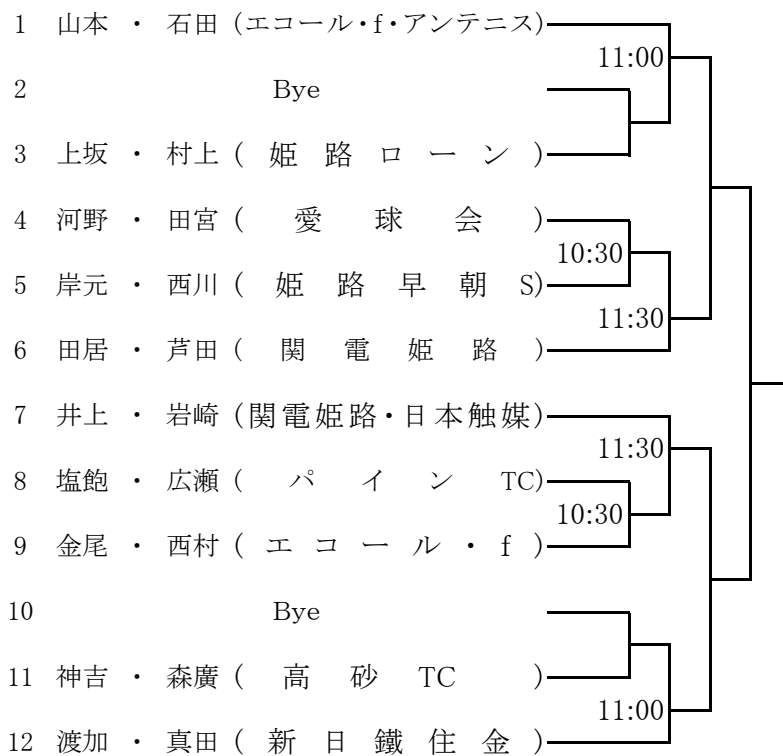 1 山本 ・ 石田 (エコール・f・アンテニス)
11:00
2 Bye
3 上坂 ・ 村上 ( 姫路ローン )
4 河野 ・ 田宮 ( 愛球会 )
10:30
5 岸元 ・ 西川 ( 姫路早朝S)
11:30
6 田居 ・ 芦田 ( 関電姫路 )
7 井上 ・ 岩崎 (関電姫路・日本触媒)
11:30
8 塩飽 ・ 広瀬 ( パインTC)
10:30
9 金尾 ・ 西村 ( エコール・f )
10 Bye
11 神吉 ・ 森廣 ( 高砂TC )
11:00
12 渡加 ・ 真田 ( 新日鐵住金 )